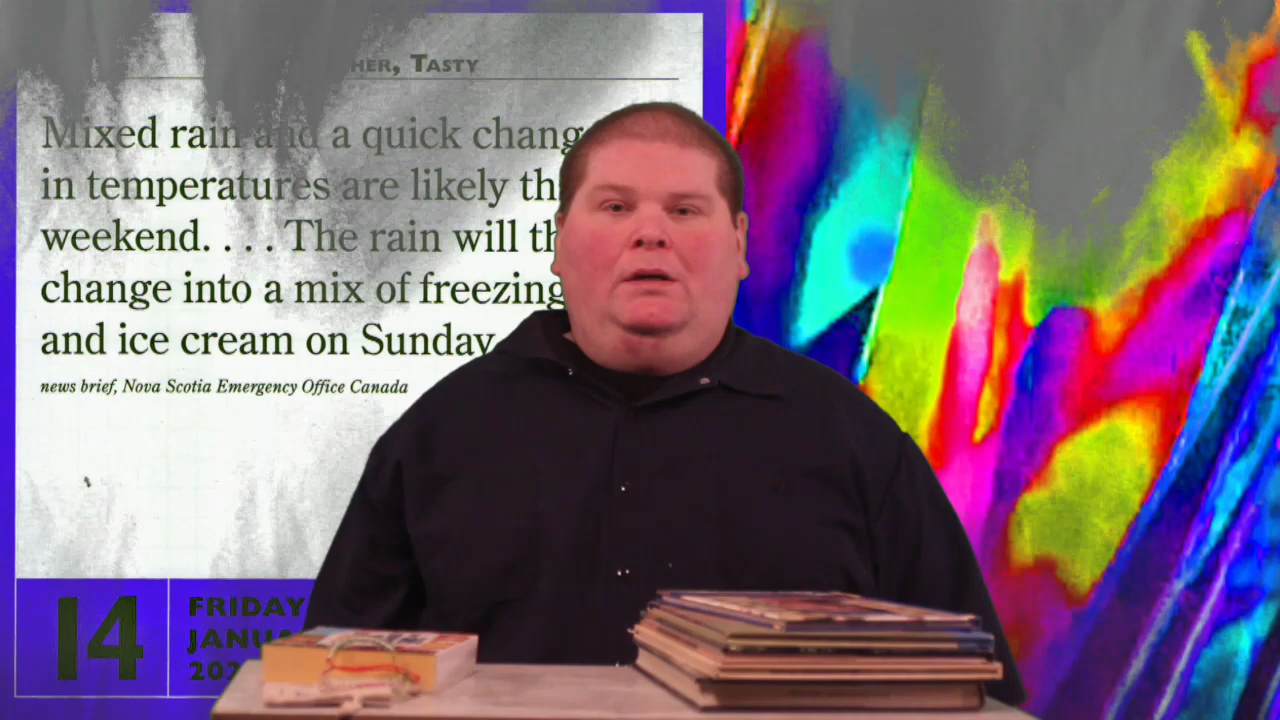 HER, TASTY
Mixed rain and a quick chang
in temperatures are likely th
weekend. . . . The rain will th
change into a mix of freezing
and ice cream on Sunday
news brief, Nova Scotia Emergency Office Canada
14
FRIDAY
JANU
202